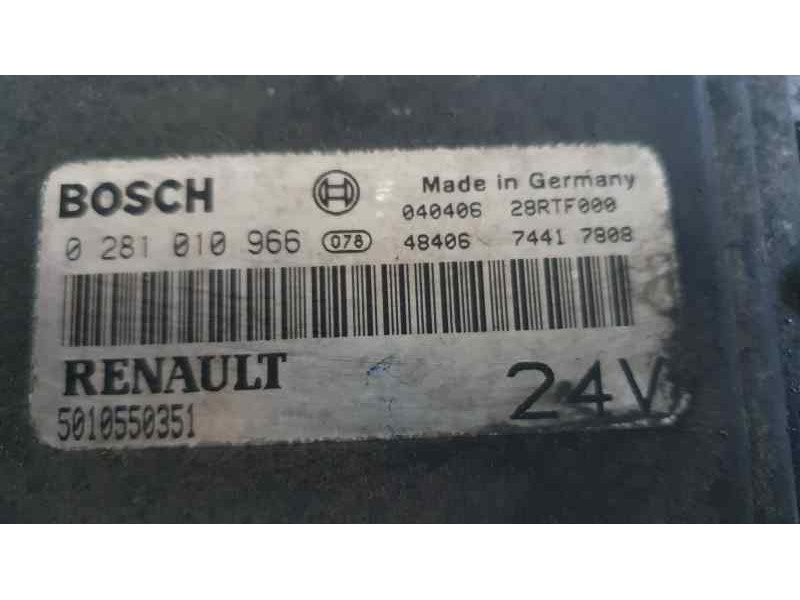 BOSCH
Made in Germany
040406 28RTF000
0 281 010 966 078 48406 7441 7808
RENAULT
5010550351
24V